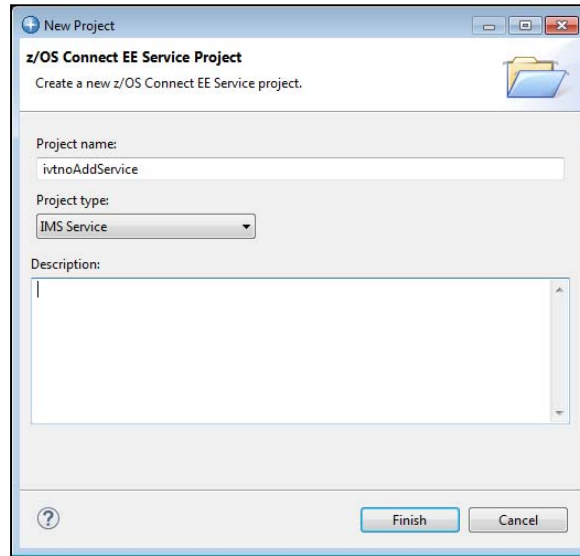 New Project
z/OS Connect EE Service Project
Create a new z/OS Connect EE Service project.
Project name:
ivtnoAddService
Project type:
IMS Service
Description:
Finish
Cancel